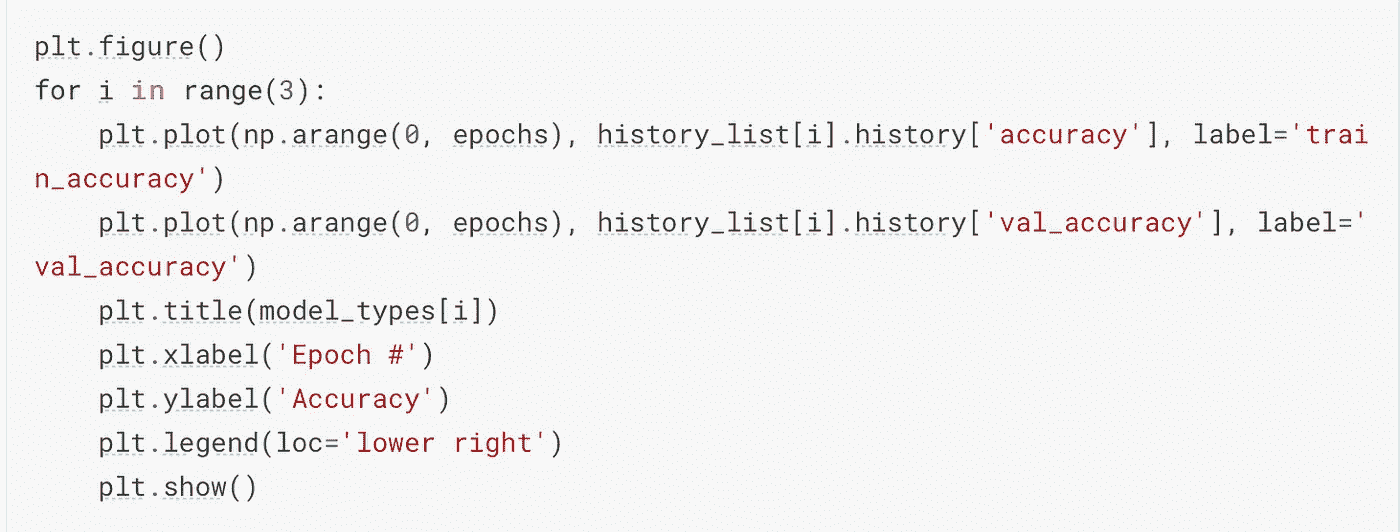 plt.figure()
for i in range(3):
    plt.plot(np.arange(0, epochs), history_list[i].history['accuracy'], label='trai
n_accuracy')
    plt.plot(np.arange(0, epochs), history_list[i].history['val_accuracy'], label='
val_accuracy')
    plt.title(model_types[i])
    plt.xlabel('Epoch #')
    plt.ylabel('Accuracy')
    plt.legend(loc='lower right')
    plt.show()